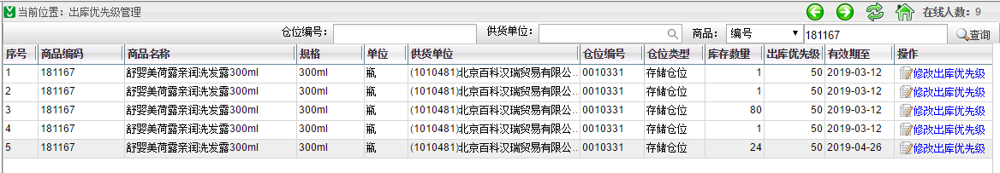 当前位置：出库优先级管理 在线人数：9
仓位编号： 供货单位： 商品： 编号 181167 查询
序号 商品编码 商品名称 规格 单位 供货单位 仓位编号 仓位类型 库存数量 出库优先级 有效期至 操作
1 181167 舒婴美荷露亲润洗发露300ml 300ml 瓶 (1010481)北京百科汉瑞贸易有限公... 0010331 存储仓位 1 50 2019-03-12 修改出库优先级
2 181167 舒婴美荷露亲润洗发露300ml 300ml 瓶 (1010481)北京百科汉瑞贸易有限公... 0010331 存储仓位 1 50 2019-03-12 修改出库优先级
3 181167 舒婴美荷露亲润洗发露300ml 300ml 瓶 (1010481)北京百科汉瑞贸易有限公... 0010331 存储仓位 80 50 2019-03-12 修改出库优先级
4 181167 舒婴美荷露亲润洗发露300ml 300ml 瓶 (1010481)北京百科汉瑞贸易有限公... 0010331 存储仓位 1 50 2019-03-12 修改出库优先级
5 181167 舒婴美荷露亲润洗发露300ml 300ml 瓶 (1010481)北京百科汉瑞贸易有限公... 0010331 存储仓位 24 50 2019-04-26 修改出库优先级